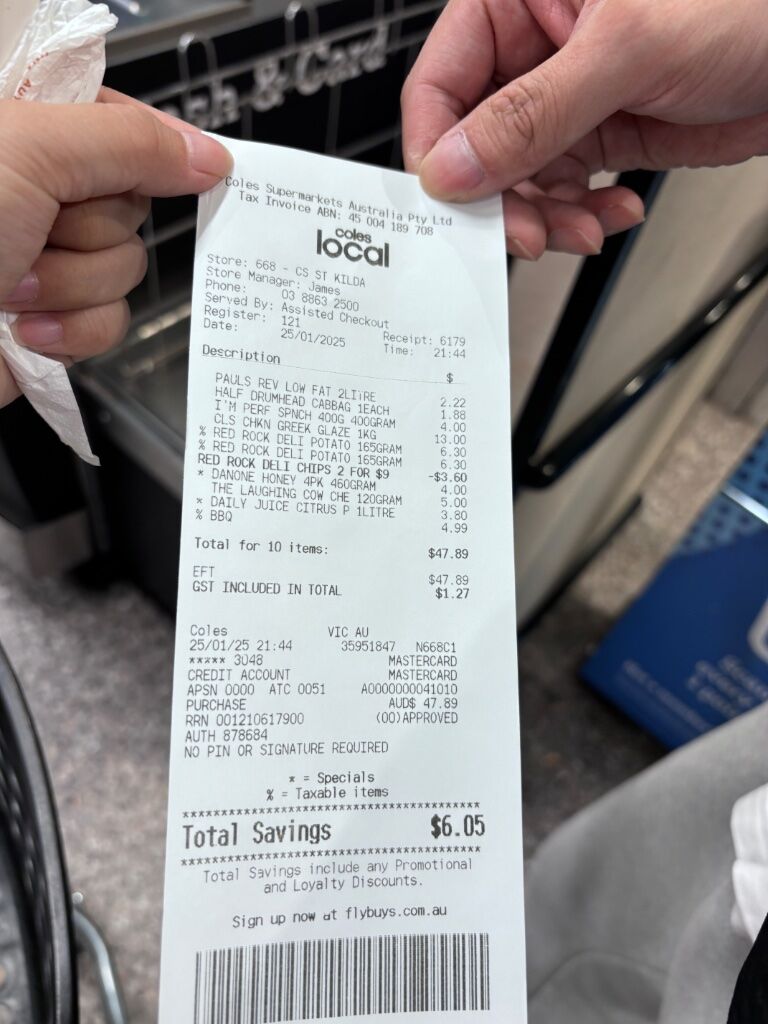 Cash & Card
Coles Supermarkets Australia Pty Ltd
Tax Invoice ABN: 45 004 189 708
coles
local
Store: 668 - CS ST KILDA
Store Manager: James
Phone: 03 8863 2500
Served By: Assisted Checkout
Register: 121 Receipt: 6179
Date: 25/01/2025 Time: 21:44
Description $
PAULS REV LOW FAT 2LITRE 2.22
HALF DRUMHEAD CABBAG 1EACH 1.88
I'M PERF SPNCH 400G 400GRAM 4.00
CLS CHKN GREEK GLAZE 1KG 13.00
% RED ROCK DELI POTATO 165GRAM 6.30
% RED ROCK DELI POTATO 165GRAM 6.30
RED ROCK DELI CHIPS 2 FOR $9 -$3.60
* DANONE HONEY 4PK 460GRAM 4.00
THE LAUGHING COW CHE 120GRAM 5.00
* DAILY JUICE CITRUS P 1LITRE 3.80
% BBQ 4.99
Total for 10 items: $47.89
EFT $47.89
GST INCLUDED IN TOTAL $1.27
Coles VIC AU
25/01/25 21:44 35951847 N668C1
***** 3048 MASTERCARD
CREDIT ACCOUNT MASTERCARD
APSN 0000 ATC 0051 A0000000041010
PURCHASE AUD$ 47.89
RRN 001210617900 (00)APPROVED
AUTH 878684
NO PIN OR SIGNATURE REQUIRED
* = Specials
% = Taxable items
Total Savings $6.05
Total Savings include any Promotional
and Loyalty Discounts.
Sign up now at flybuys.com.au